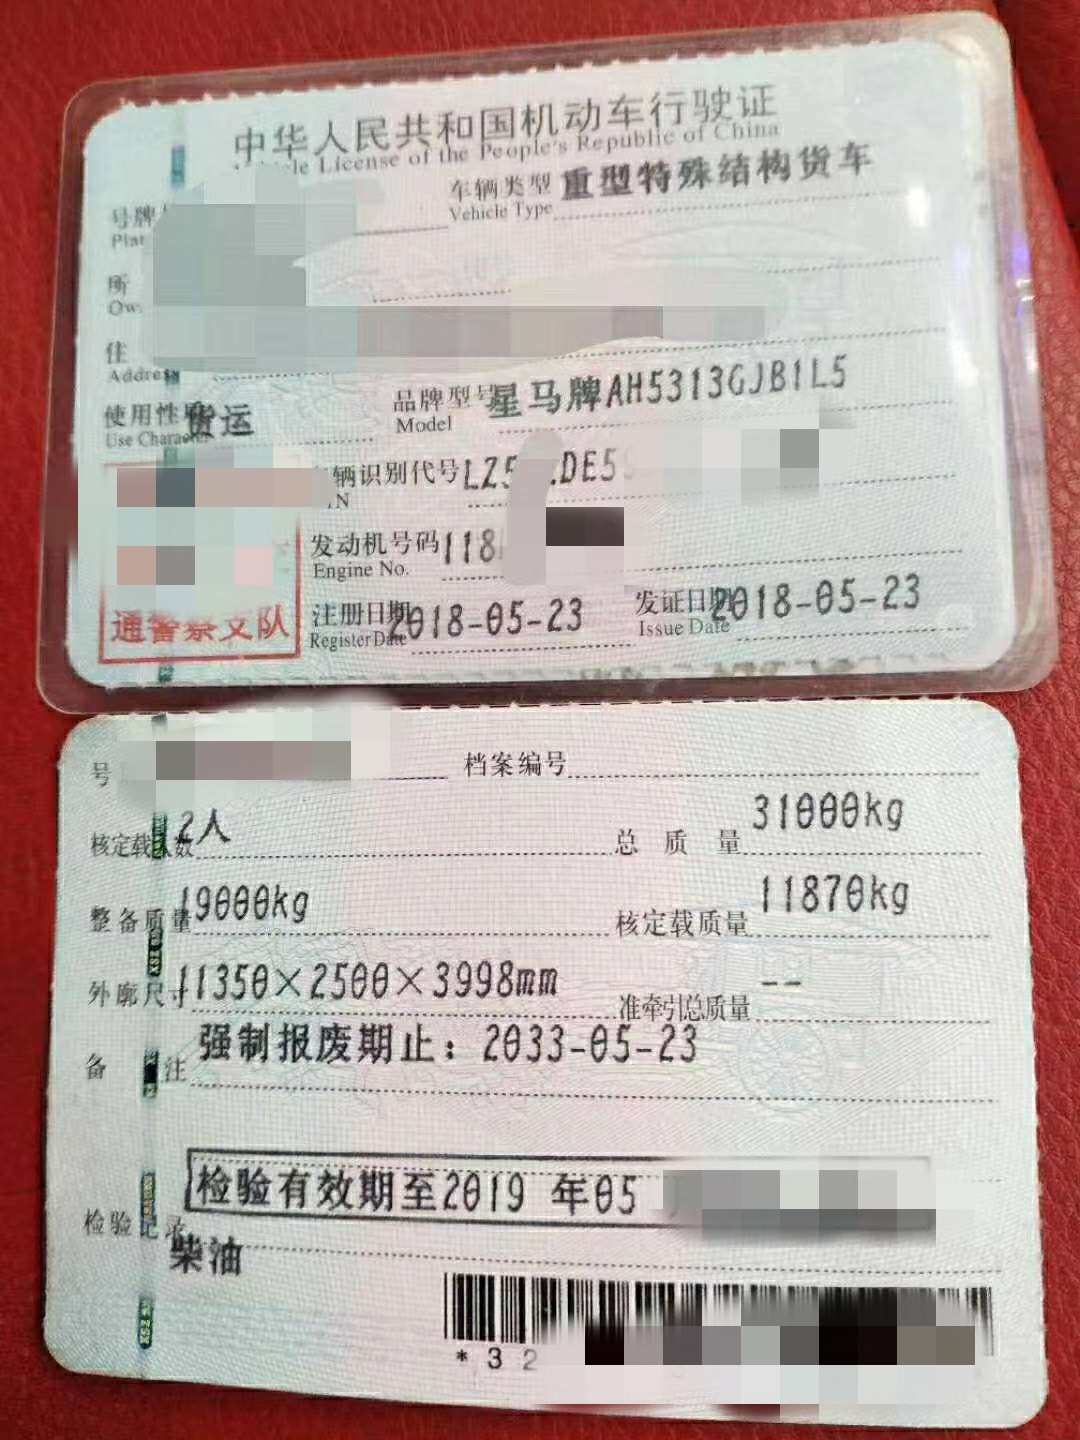 中华人民共和国机动车行驶证
Vehicle License of the People's Republic of China
号牌
车辆类型 重型特殊结构货车
Vehicle Type
所
住
Address
使用性质 货运
Use Character
品牌型号 星马牌AH5313GJB1L5
Model
车辆识别代号 LZ5 DE5
发动机号码 118
Engine No.
注册日期 2018-05-23
Register Date
发证日期 2018-05-23
Issue Date
通警察支队
号
档案编号
核定载人数 2人
总质量 31000kg
整备质量 19000kg
核定载质量 11870kg
外廓尺寸 11350×2500×3998mm
准牵引总质量 --
备注 强制报废期止：2033-05-23
检验有效期至2019 年05
检验记录
柴油
*32